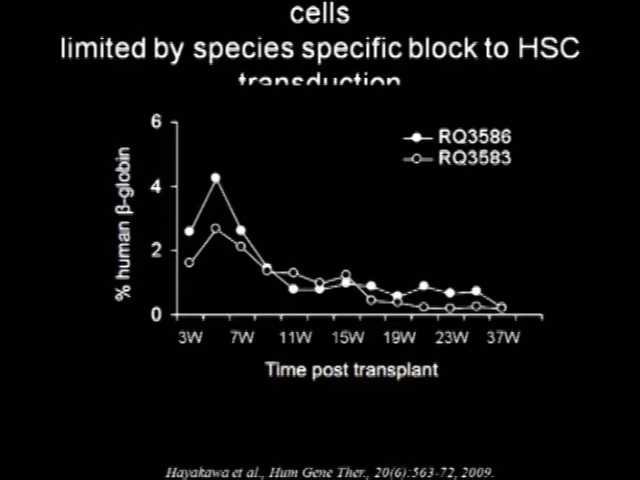 cells
limited by species specific block to HSC
transduction
6
4
2
0
% human β-globin
RQ3586
RQ3583
3W 7W 11W 15W 19W 23W 37W
Time post transplant
Hayakawa et al., Hum Gene Ther., 20(6):563-72, 2009.